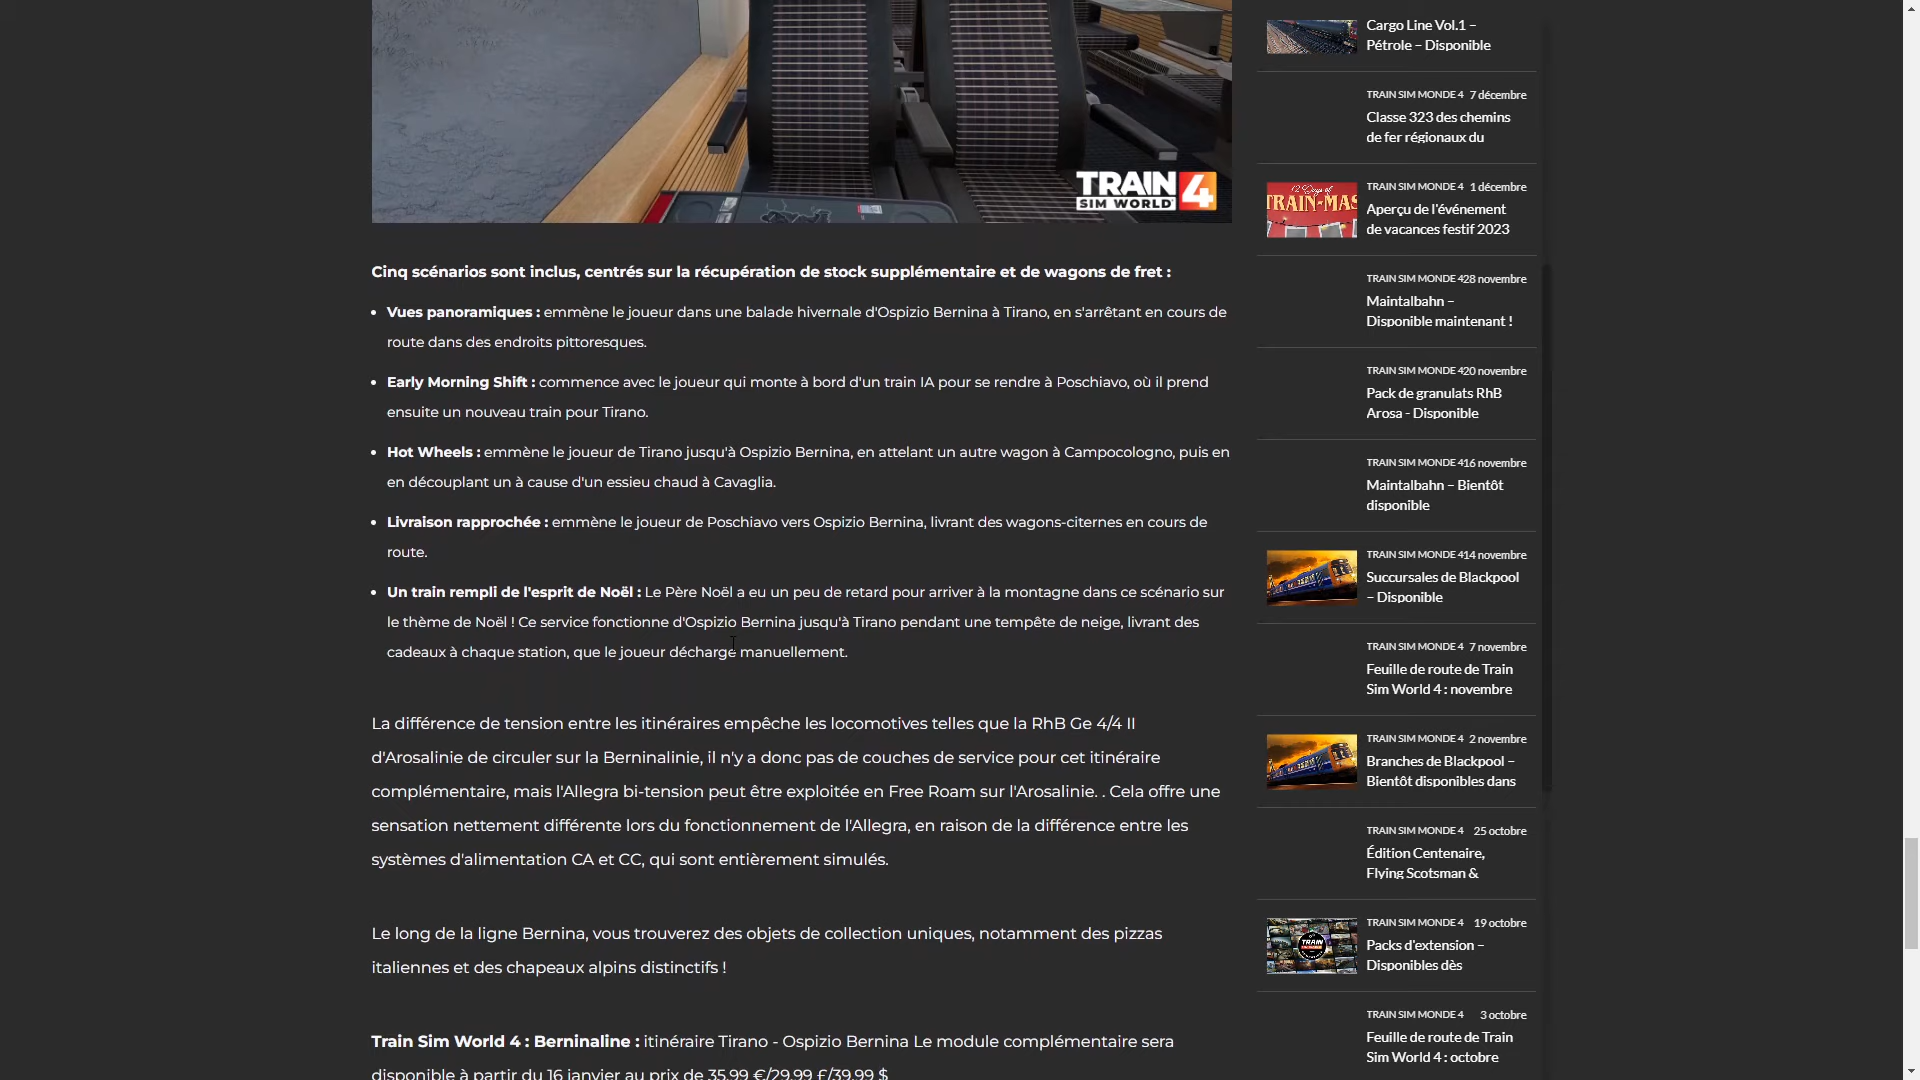 TRAIN
SIM WORLD 4
Cinq scénarios sont inclus, centrés sur la récupération de stock supplémentaire et de wagons de fret :
Vues panoramiques : emmène le joueur dans une balade hivernale d'Ospizio Bernina à Tirano, en s'arrêtant en cours de
route dans des endroits pittoresques.
Early Morning Shift : commence avec le joueur qui monte à bord d'un train IA pour se rendre à Poschiavo, où il prend
ensuite un nouveau train pour Tirano.
Hot Wheels : emmène le joueur de Tirano jusqu'à Ospizio Bernina, en attelant un autre wagon à Campocologno, puis en
en découplant un à cause d'un essieu chaud à Cavaglia.
Livraison rapprochée : emmène le joueur de Poschiavo vers Ospizio Bernina, livrant des wagons-citernes en cours de
route.
Un train rempli de l'esprit de Noël : Le Père Noël a eu un peu de retard pour arriver à la montagne dans ce scénario sur
le thème de Noël ! Ce service fonctionne d'Ospizio Bernina jusqu'à Tirano pendant une tempête de neige, livrant des
cadeaux à chaque station, que le joueur décharge manuellement.
La différence de tension entre les itinéraires empêche les locomotives telles que la RhB Ge 4/4 II
d'Arosalinie de circuler sur la Berninalinie, il n'y a donc pas de couches de service pour cet itinéraire
complémentaire, mais l'Allegra bi-tension peut être exploitée en Free Roam sur l'Arosalinie. . Cela offre une
sensation nettement différente lors du fonctionnement de l'Allegra, en raison de la différence entre les
systèmes d'alimentation CA et CC, qui sont entièrement simulés.
Le long de la ligne Bernina, vous trouverez des objets de collection uniques, notamment des pizzas
italiennes et des chapeaux alpins distinctifs !
Train Sim World 4 : Berninaline : itinéraire Tirano - Ospizio Bernina Le module complémentaire sera
disponible à partir du 16 janvier au prix de 35,99 €/29,99 £/39,99 $
Cargo Line Vol.1 –
Pétrole – Disponible
TRAIN SIM MONDE 4 7 décembre
Classe 323 des chemins
de fer régionaux du
12 Days of
TRAIN-MAS
TRAIN SIM MONDE 4 1 décembre
Aperçu de l'événement
de vacances festif 2023
TRAIN SIM MONDE 4 28 novembre
Maintalbahn –
Disponible maintenant !
TRAIN SIM MONDE 4 20 novembre
Pack de granulats RhB
Arosa - Disponible
TRAIN SIM MONDE 4 16 novembre
Maintalbahn – Bientôt
disponible
TRAIN SIM MONDE 4 14 novembre
Succursales de Blackpool
– Disponible
TRAIN SIM MONDE 4 7 novembre
Feuille de route de Train
Sim World 4 : novembre
TRAIN SIM MONDE 4 2 novembre
Branches de Blackpool –
Bientôt disponibles dans
TRAIN SIM MONDE 4 25 octobre
Édition Centenaire,
Flying Scotsman &
TRAIN
TRAIN SIM MONDE 4 19 octobre
Packs d'extension –
Disponibles dès
TRAIN SIM MONDE 4 3 octobre
Feuille de route de Train
Sim World 4 : octobre